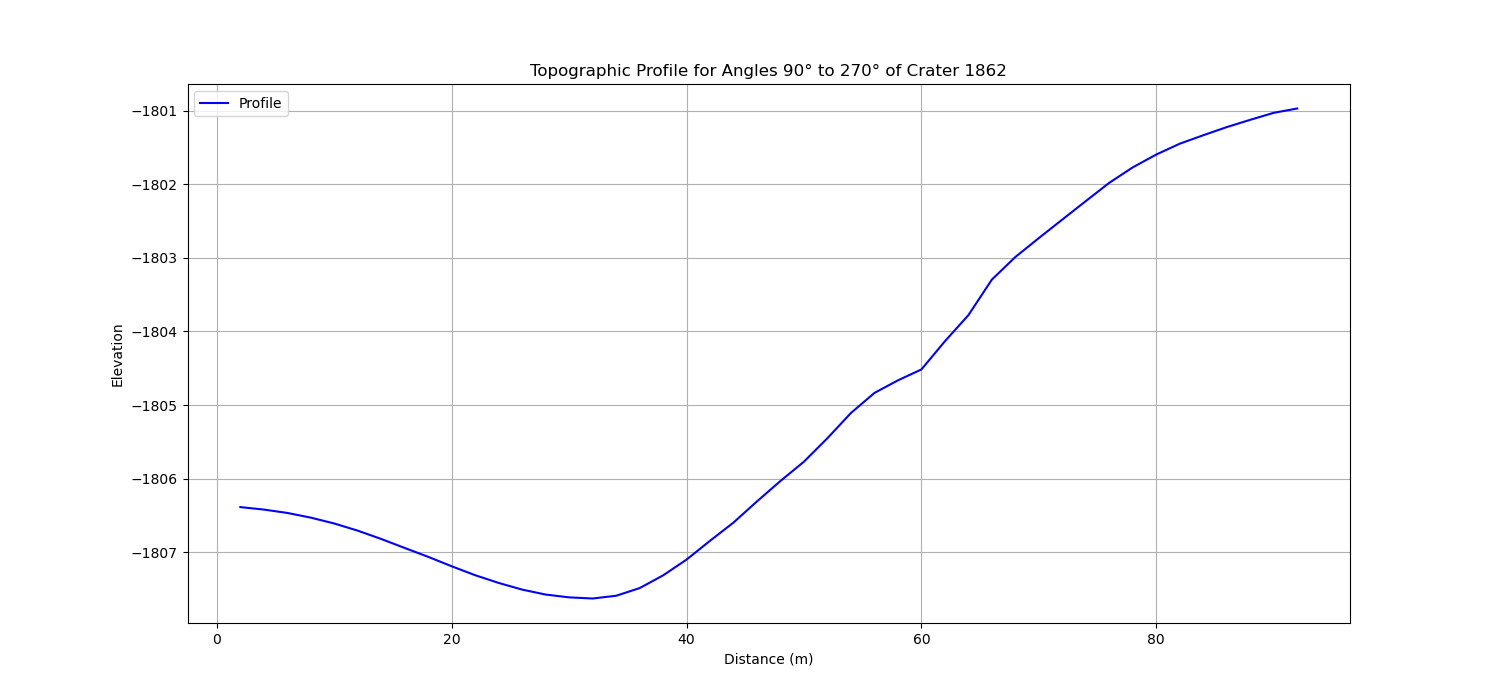 Topographic Profile for Angles 90° to 270° of Crater 1862
Profile
−1801
−1802
−1803
−1804
−1805
−1806
−1807
Elevation
0 20 40 60 80
Distance (m)